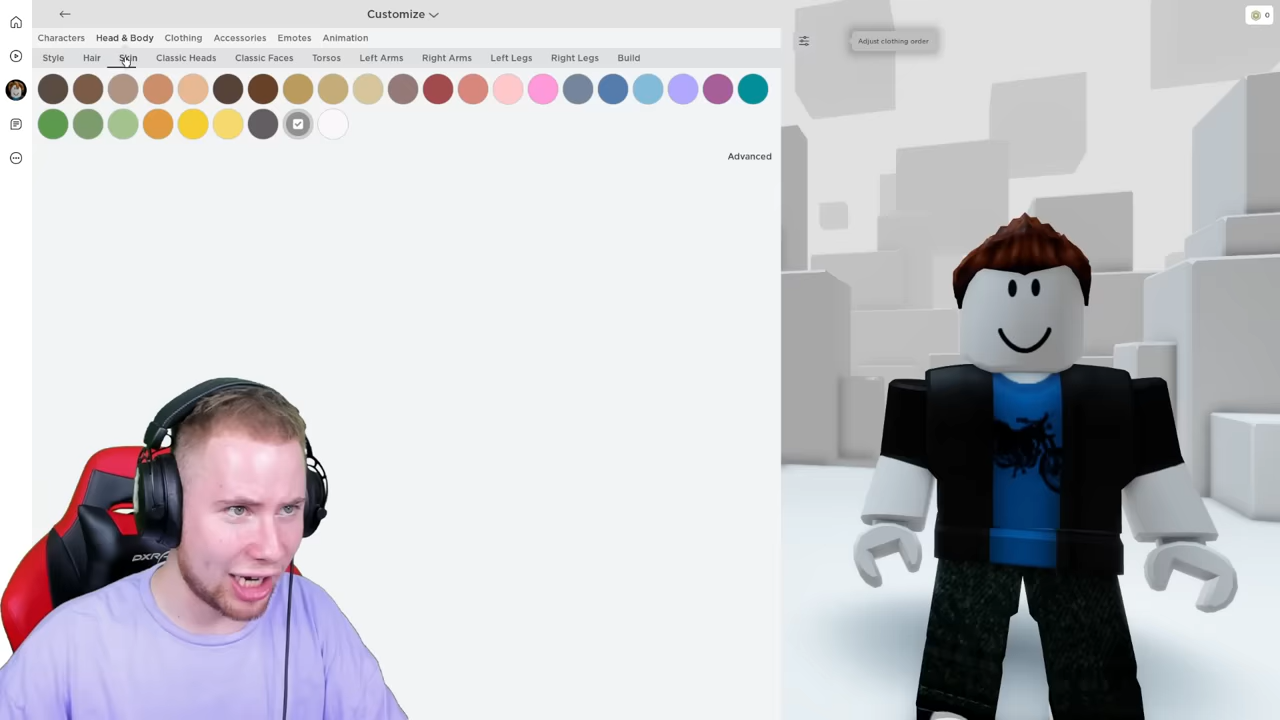 Customize
0
Adjust clothing order
Characters Head & Body Clothing Accessories Emotes Animation
Style Hair Skin Classic Heads Classic Faces Torsos Left Arms Right Arms Left Legs Right Legs Build
Advanced